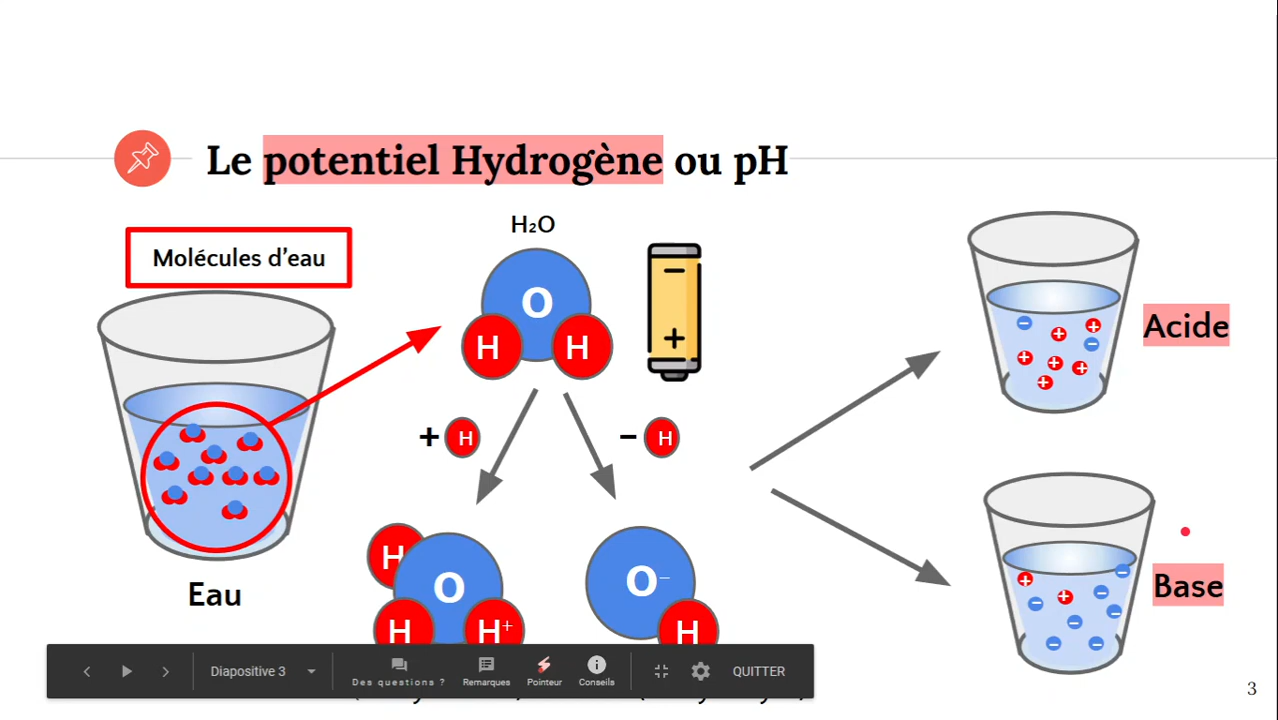 Le potentiel Hydrogène ou pH
Molécules d'eau
H₂O
O
H H
−
+
+ H
− H
Eau
H
O
H H⁺
O⁻
H
Acide
Base
Diapositive 3
Des questions ?
Remarques
Pointeur
Conseils
QUITTER
3